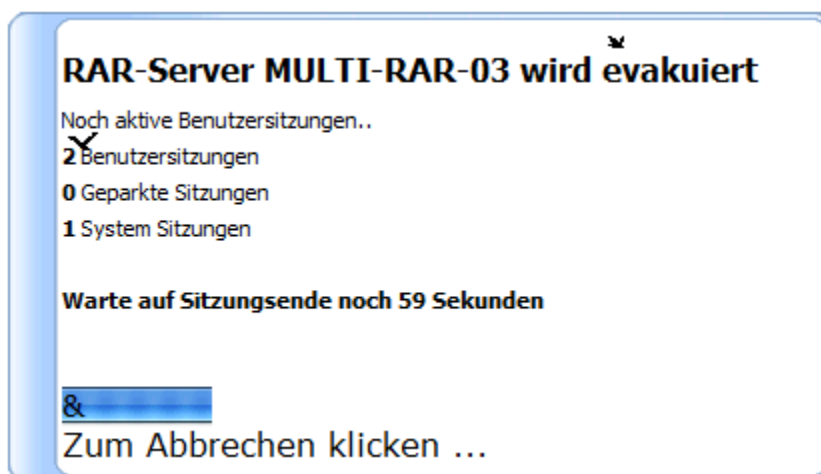 RAR-Server MULTI-RAR-03 wird evakuiert
Noch aktive Benutzersitzungen..
2 Benutzersitzungen
0 Geparkte Sitzungen
1 System Sitzungen
Warte auf Sitzungsende noch 59 Sekunden
&
Zum Abbrechen klicken ...